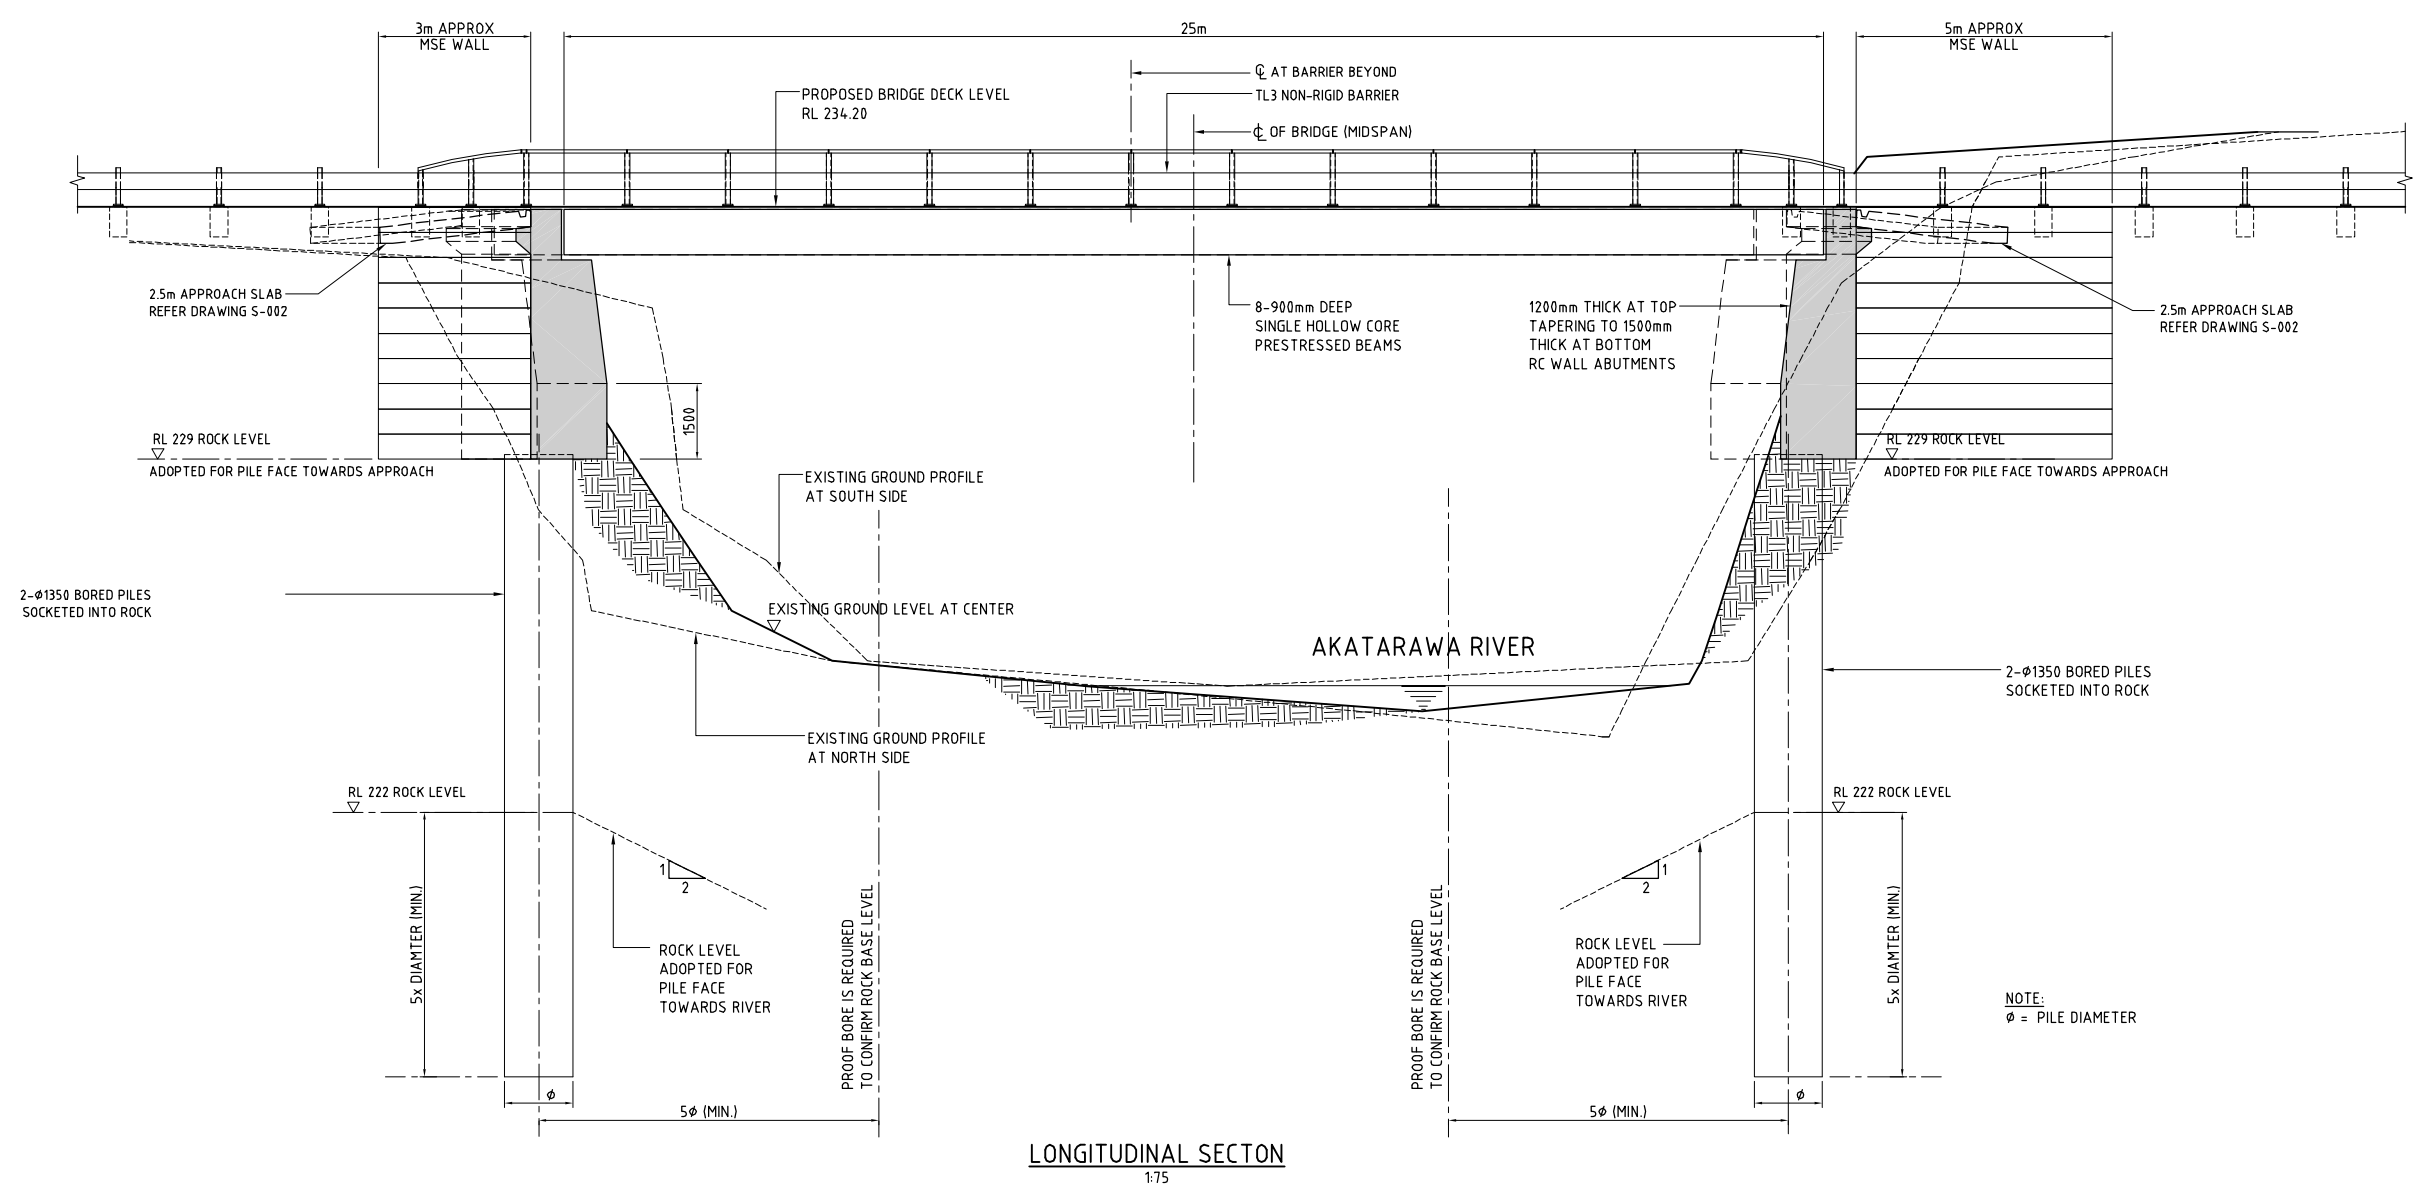 3m APPROX
MSE WALL
25m
5m APPROX
MSE WALL
℄ AT BARRIER BEYOND
PROPOSED BRIDGE DECK LEVEL
RL 234.20
TL3 NON-RIGID BARRIER
℄ OF BRIDGE (MIDSPAN)
2.5m APPROACH SLAB
REFER DRAWING S-002
8-900mm DEEP
SINGLE HOLLOW CORE
PRESTRESSED BEAMS
1200mm THICK AT TOP
TAPERING TO 1500mm
THICK AT BOTTOM
RC WALL ABUTMENTS
2.5m APPROACH SLAB
REFER DRAWING S-002
1500
RL 229 ROCK LEVEL
ADOPTED FOR PILE FACE TOWARDS APPROACH
RL 229 ROCK LEVEL
ADOPTED FOR PILE FACE TOWARDS APPROACH
EXISTING GROUND PROFILE
AT SOUTH SIDE
2-ø1350 BORED PILES
SOCKETED INTO ROCK
EXISTING GROUND LEVEL AT CENTER
AKATARAWA RIVER
2-ø1350 BORED PILES
SOCKETED INTO ROCK
EXISTING GROUND PROFILE
AT NORTH SIDE
RL 222 ROCK LEVEL
RL 222 ROCK LEVEL
1
2
1
2
5x DIAMTER (MIN.)
ROCK LEVEL
ADOPTED FOR
PILE FACE
TOWARDS RIVER
PROOF BORE IS REQUIRED
TO CONFIRM ROCK BASE LEVEL
PROOF BORE IS REQUIRED
TO CONFIRM ROCK BASE LEVEL
ROCK LEVEL
ADOPTED FOR
PILE FACE
TOWARDS RIVER
5x DIAMTER (MIN.)
NOTE:
ø = PILE DIAMETER
ø
5ø (MIN.)
5ø (MIN.)
ø
LONGITUDINAL SECTON
1:75